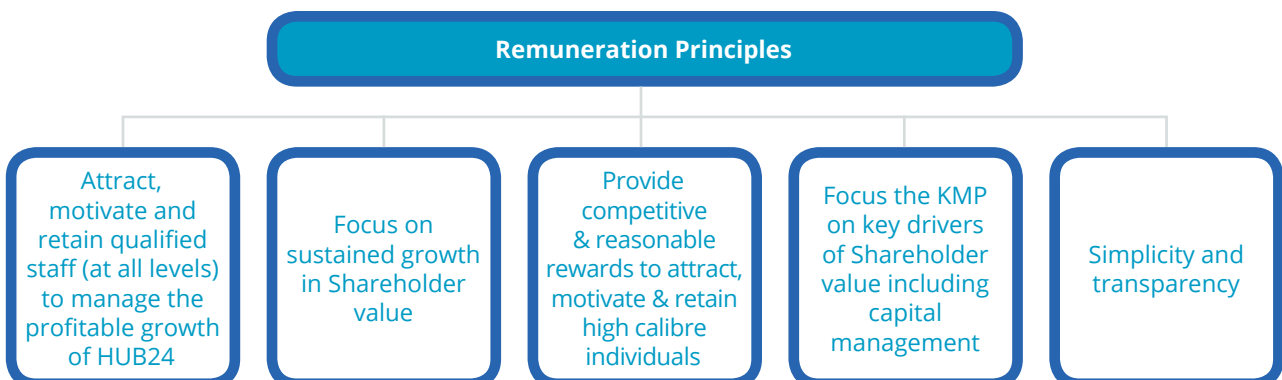 Remuneration Principles
Attract,
motivate and
retain qualified
staff (at all levels)
to manage the
profitable growth
of HUB24
Focus on
sustained growth
in Shareholder
value
Provide
competitive
& reasonable
rewards to attract,
motivate & retain
high calibre
individuals
Focus the KMP
on key drivers
of Shareholder
value including
capital
management
Simplicity and
transparency